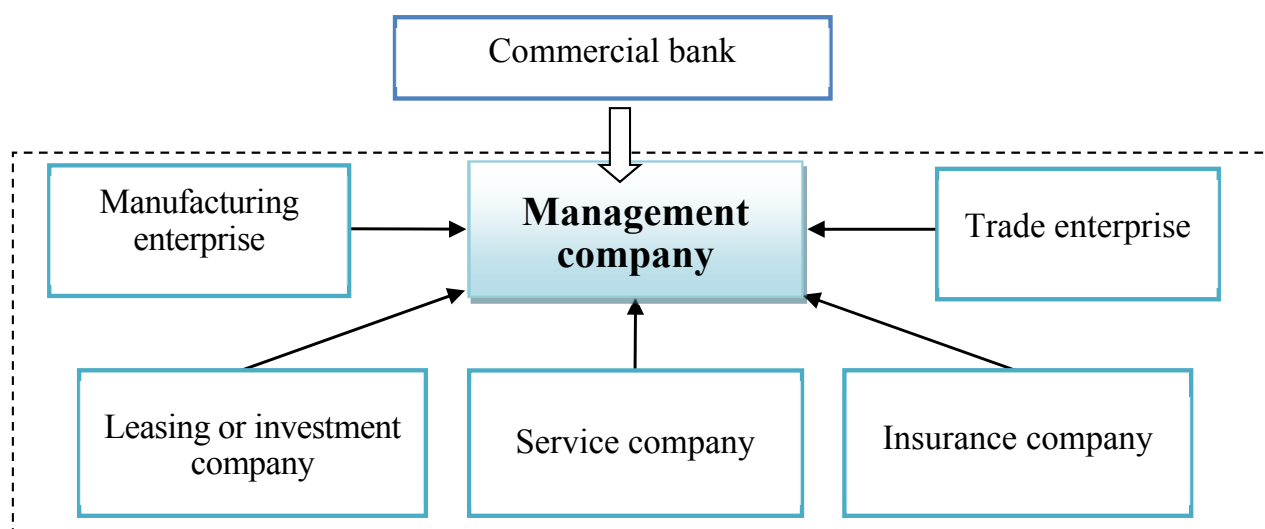 Commercial bank
Manufacturing
enterprise
Management
company
Trade enterprise
Leasing or investment
company
Service company
Insurance company